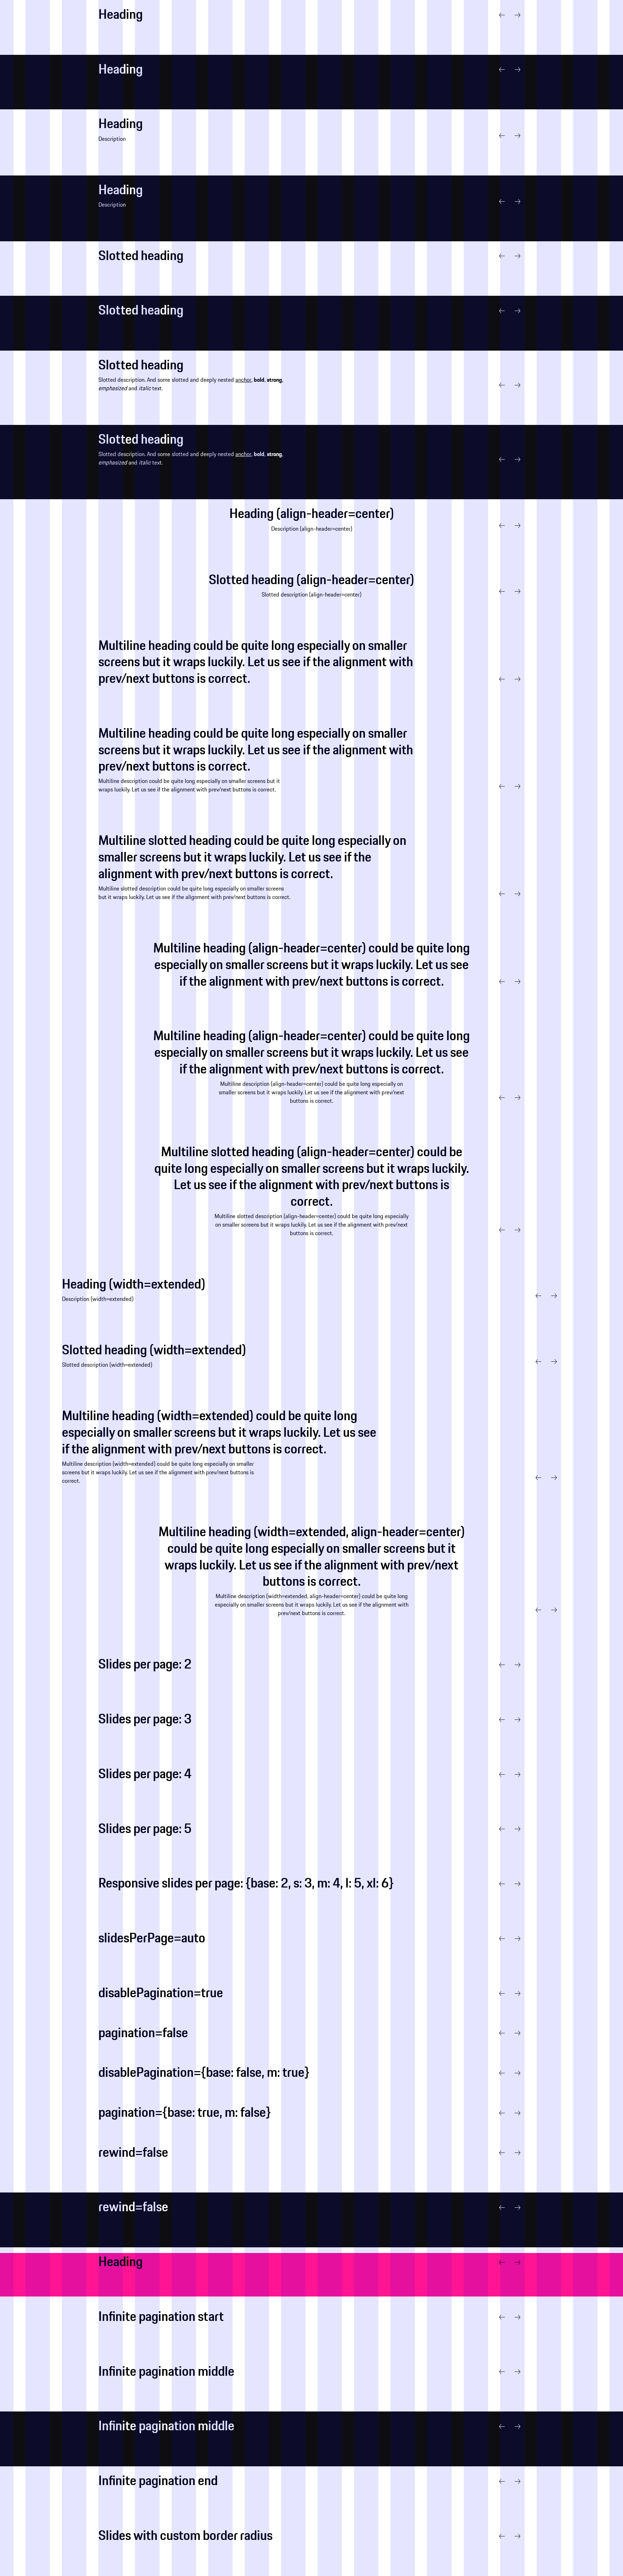 Heading
Heading
Heading
Description
Heading
Description
Slotted heading
Slotted heading
Slotted heading
Slotted description. And some slotted and deeply nested anchor, bold, strong,
emphasized and italic text.
Slotted heading
Slotted description. And some slotted and deeply nested anchor, bold, strong,
emphasized and italic text.
Heading (align-header=center)
Description (align-header=center)
Slotted heading (align-header=center)
Slotted description (align-header=center)
Multiline heading could be quite long especially on smaller
screens but it wraps luckily. Let us see if the alignment with
prev/next buttons is correct.
Multiline heading could be quite long especially on smaller
screens but it wraps luckily. Let us see if the alignment with
prev/next buttons is correct.
Multiline description could be quite long especially on smaller screens but it
wraps luckily. Let us see if the alignment with prev/next buttons is correct.
Multiline slotted heading could be quite long especially on
smaller screens but it wraps luckily. Let us see if the
alignment with prev/next buttons is correct.
Multiline slotted description could be quite long especially on smaller screens
but it wraps luckily. Let us see if the alignment with prev/next buttons is correct.
Multiline heading (align-header=center) could be quite long
especially on smaller screens but it wraps luckily. Let us see
if the alignment with prev/next buttons is correct.
Multiline heading (align-header=center) could be quite long
especially on smaller screens but it wraps luckily. Let us see
if the alignment with prev/next buttons is correct.
Multiline description (align-header=center) could be quite long especially on
smaller screens but it wraps luckily. Let us see if the alignment with prev/next
buttons is correct.
Multiline slotted heading (align-header=center) could be
quite long especially on smaller screens but it wraps luckily.
Let us see if the alignment with prev/next buttons is
correct.
Multiline slotted description (align-header=center) could be quite long especially
on smaller screens but it wraps luckily. Let us see if the alignment with prev/next
buttons is correct.
Heading (width=extended)
Description (width=extended)
Slotted heading (width=extended)
Slotted description (width=extended)
Multiline heading (width=extended) could be quite long
especially on smaller screens but it wraps luckily. Let us see
if the alignment with prev/next buttons is correct.
Multiline description (width=extended) could be quite long especially on smaller
screens but it wraps luckily. Let us see if the alignment with prev/next buttons is
correct.
Multiline heading (width=extended, align-header=center)
could be quite long especially on smaller screens but it
wraps luckily. Let us see if the alignment with prev/next
buttons is correct.
Multiline description (width=extended, align-header=center) could be quite long
especially on smaller screens but it wraps luckily. Let us see if the alignment with
prev/next buttons is correct.
Slides per page: 2
Slides per page: 3
Slides per page: 4
Slides per page: 5
Responsive slides per page: {base: 2, s: 3, m: 4, l: 5, xl: 6}
slidesPerPage=auto
disablePagination=true
pagination=false
disablePagination={base: false, m: true}
pagination={base: true, m: false}
rewind=false
rewind=false
Heading
Infinite pagination start
Infinite pagination middle
Infinite pagination middle
Infinite pagination end
Slides with custom border radius